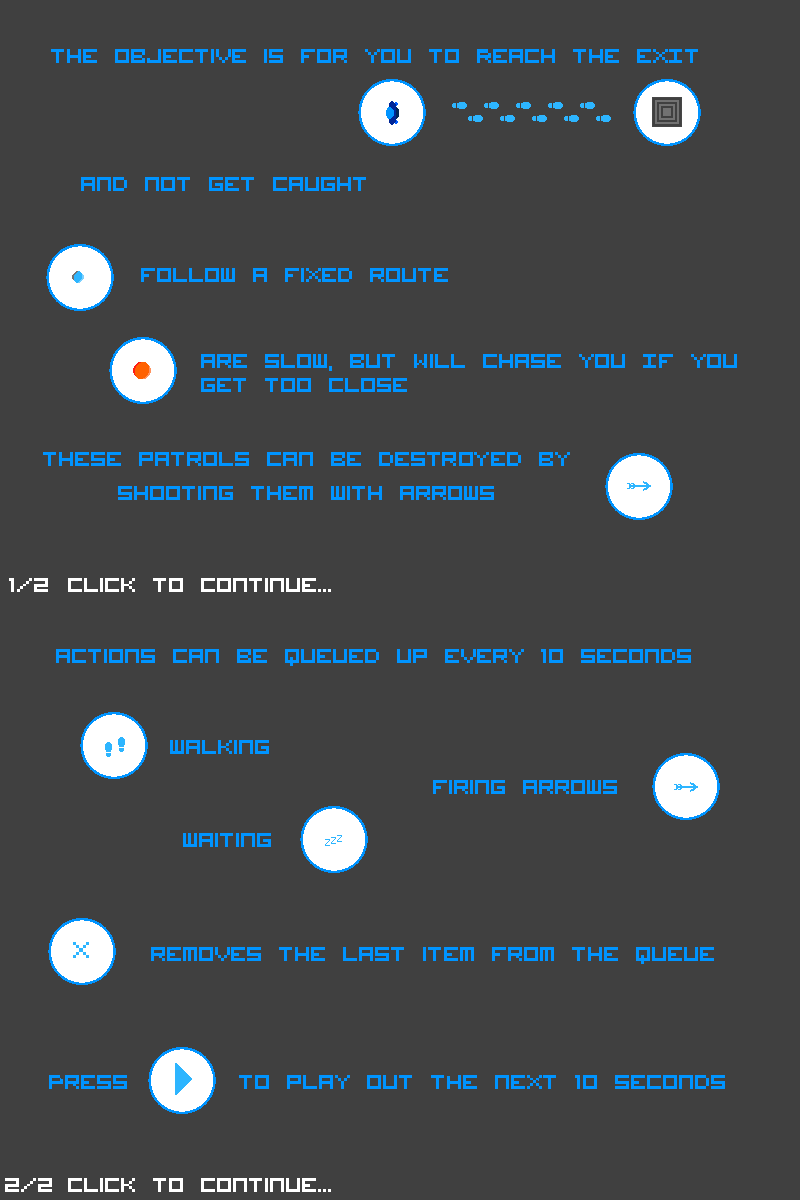 THE OBJECTIVE IS FOR YOU TO REACH THE EXIT
AND NOT GET CAUGHT
FOLLOW A FIXED ROUTE
ARE SLOW, BUT WILL CHASE YOU IF YOU
GET TOO CLOSE
THESE PATROLS CAN BE DESTROYED BY
SHOOTING THEM WITH ARROWS
1/2 CLICK TO CONTINUE...
ACTIONS CAN BE QUEUED UP EVERY 10 SECONDS
WALKING
FIRING ARROWS
WAITING
zzz
REMOVES THE LAST ITEM FROM THE QUEUE
PRESS TO PLAY OUT THE NEXT 10 SECONDS
2/2 CLICK TO CONTINUE...